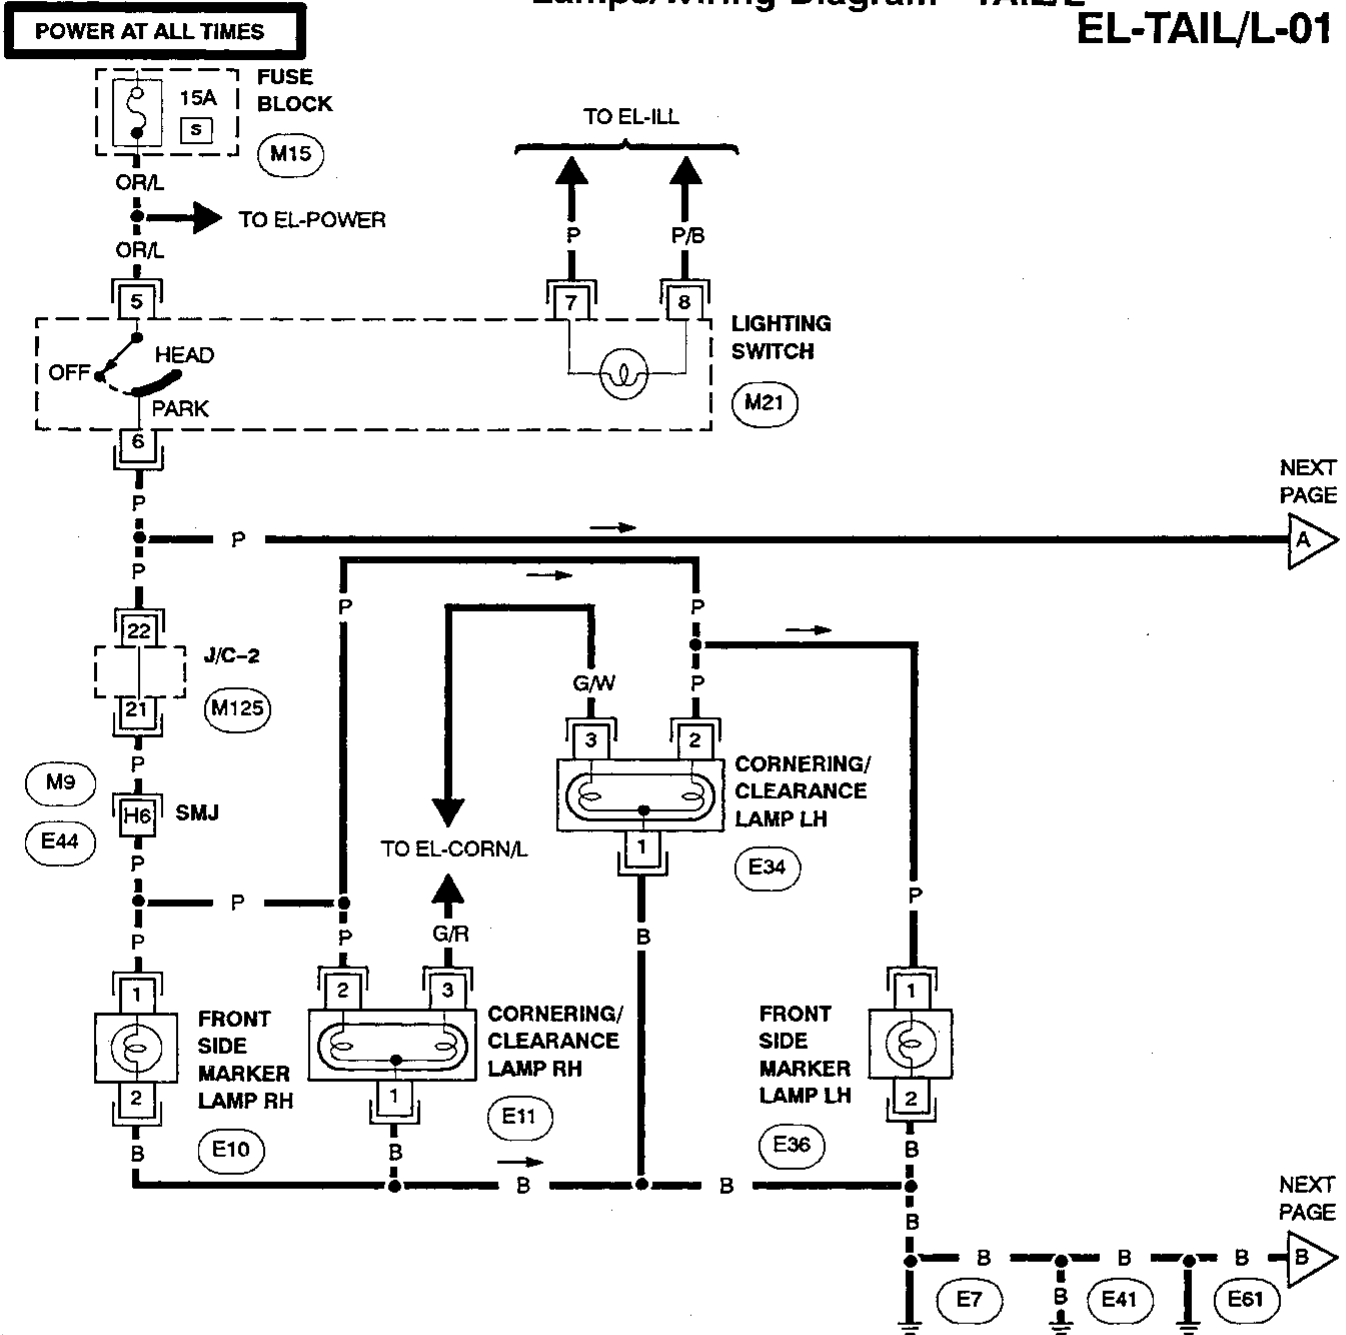 EL-TAIL/L-01
POWER AT ALL TIMES
FUSE
BLOCK
15A
S
M15
OR/L
TO EL-POWER
OR/L
TO EL-ILL
P
P/B
5
7
8
LIGHTING
SWITCH
M21
HEAD
OFF
PARK
6
P
NEXT
PAGE
P
A
P
P
P
22
J/C-2
21
M125
G/W
P
3
2
P
M9
H6
SMJ
E44
P
CORNERING/
CLEARANCE
LAMP LH
1
E34
TO EL-CORN/L
P
P
P
P
G/R
B
1
2
3
1
FRONT
SIDE
MARKER
LAMP RH
2
E10
CORNERING/
CLEARANCE
LAMP RH
1
E11
FRONT
SIDE
MARKER
LAMP LH
2
E36
B
B
B
B
B
B
NEXT
PAGE
B
B
B
B
B
E7
E41
E61